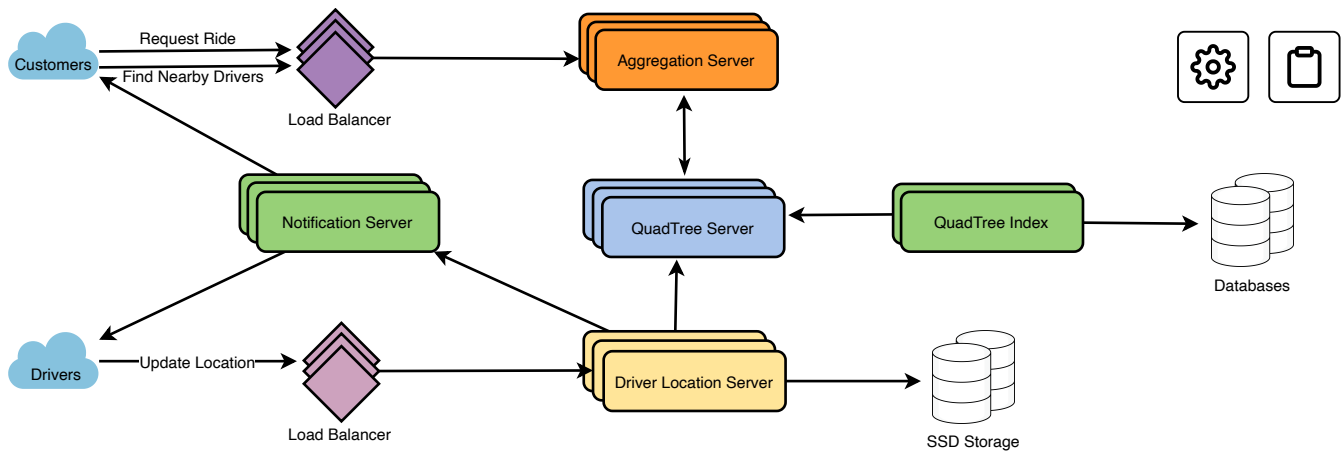 Request Ride
Customers
Find Nearby Drivers
Aggregation Server
Load Balancer
Notification Server
QuadTree Server
QuadTree Index
Databases
Update Location
Drivers
Driver Location Server
Load Balancer
SSD Storage